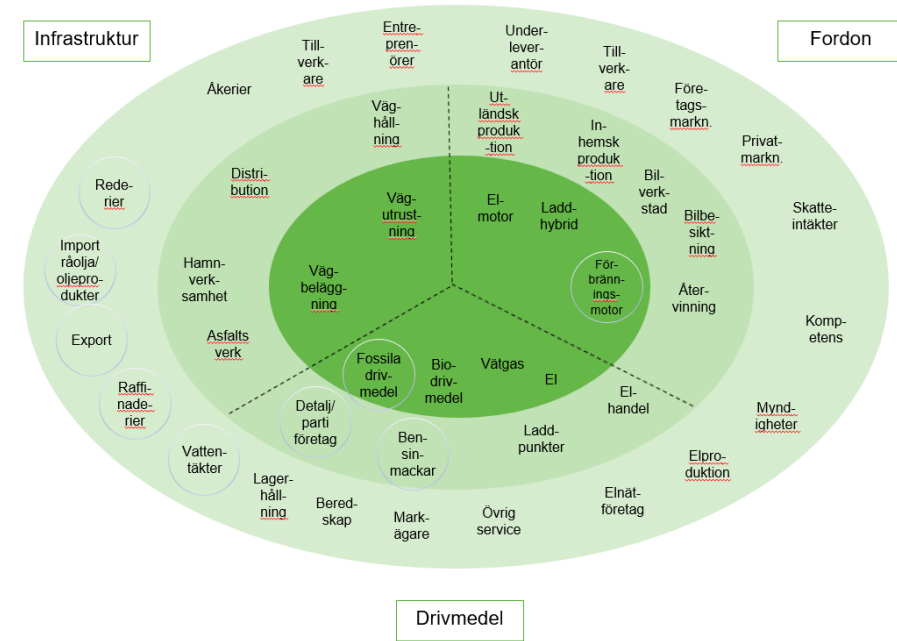 Infrastruktur
Fordon
Entre-
pren-
örer
Under-
lever-
antör
Till-
verk-
are
Till-
verk-
are
Åkerier
Före-
tags-
markn.
Privat-
markn.
Väg-
håll-
ning
Ut-
ländsk
produk
-tion
In-
hemsk
produk
-tion
Distri-
bution
Bil-
verk-
stad
Rede-
rier
Väg-
utrust-
ning
El-
motor
Ladd-
hybrid
Bilbe-
sikt-
ning
Skatte-
intäkter
Import
råolja/
oljepro-
dukter
Hamn-
verk-
samhet
Väg-
belägg-
ning
För-
bränn-
ings-
motor
Åter-
vinning
Export
Asfalts
verk
Komp-
etens
Fossila
driv-
medel
Bio-
driv-
medel
Vätgas
El
Raffi-
nade-
rier
Detalj/
parti
företag
El-
handel
Mynd-
igheter
Vatten-
täkter
Ben-
sin-
mackar
Ladd-
punkter
Elpro-
duktion
Lager-
håll-
ning
Bered-
skap
Mark-
ägare
Övrig
service
Elnät-
företag
Drivmedel